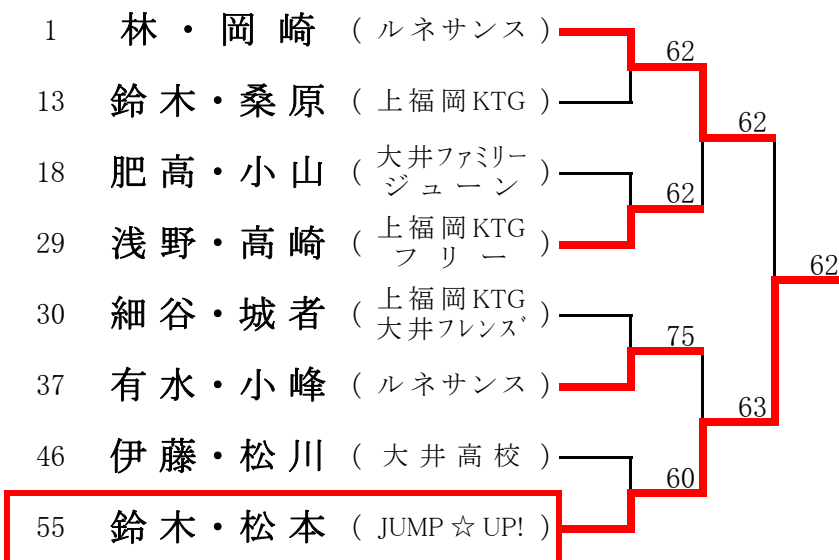 1 林・岡崎 (ルネサンス) 62
13 鈴木・桑原 (上福岡KTG) 62
18 肥高・小山 (大井ファミリー
ジューン) 62
29 浅野・高崎 (上福岡KTG
フリー) 62
30 細谷・城者 (上福岡KTG
大井フレンズ) 75
37 有水・小峰 (ルネサンス) 63
46 伊藤・松川 (大井高校) 60
55 鈴木・松本 (JUMP☆UP!)